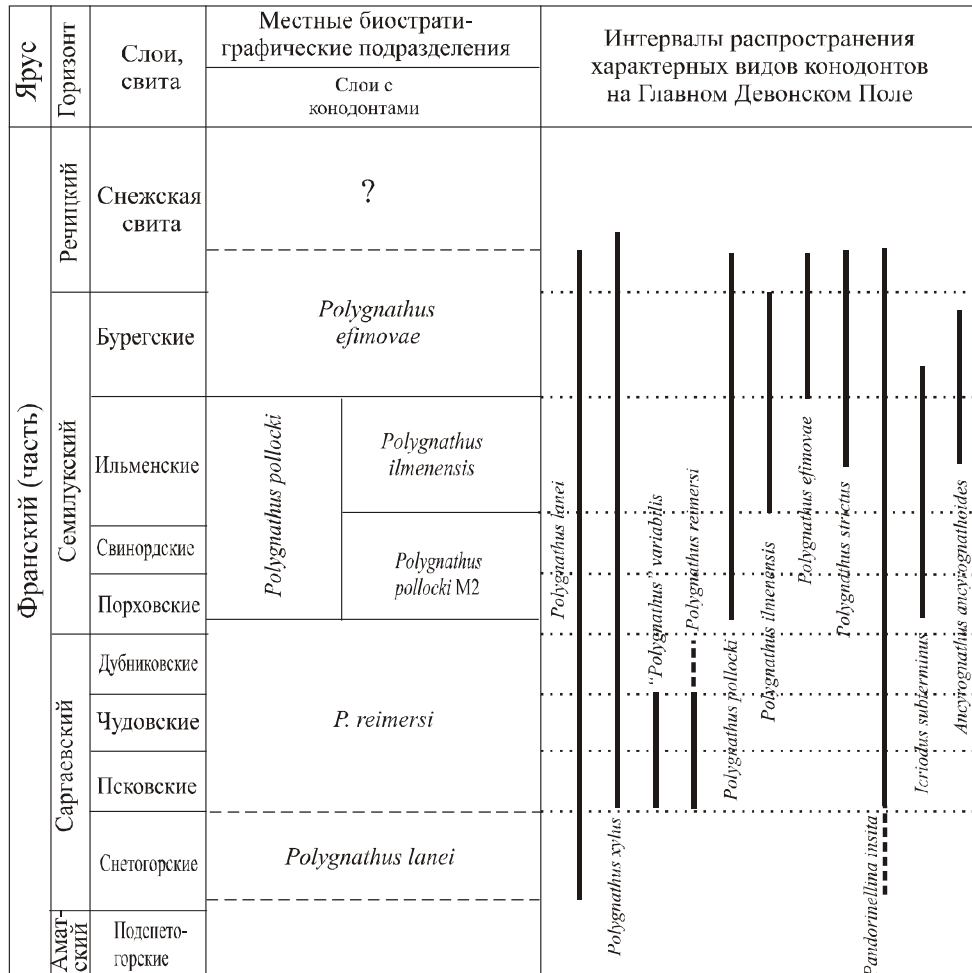 Ярус
Горизонт
Слои,
свита
Местные биострати-
графические подразделения
Слои с
конодонтами
Интервалы распространения
характерных видов конодонтов
на Главном Девонском Поле
Франский (часть)
Речицкий
Семилукский
Саргаевский
Амат-
ский
Снежская
свита
Бурегские
Ильменские
Свинордские
Порховские
Дубниковские
Чудовские
Псковские
Снетогорские
Подснето-
горские
?
Polygnathus
efimovae
Polygnathus pollocki
Polygnathus
ilmenensis
Polygnathus
pollocki M2
P. reimersi
Polygnathus lanei
Polygnathus lanei
Polygnathus xylus
"Polygnathus" variabilis
Polygnathus reimersi
Polygnathus pollocki
Polygnathus ilmenensis
Polygnathus efimovae
Polygnathus strictus
Pandorinellina insita
Icriodus subterminus
Ancyrognathus ancyrognathoides